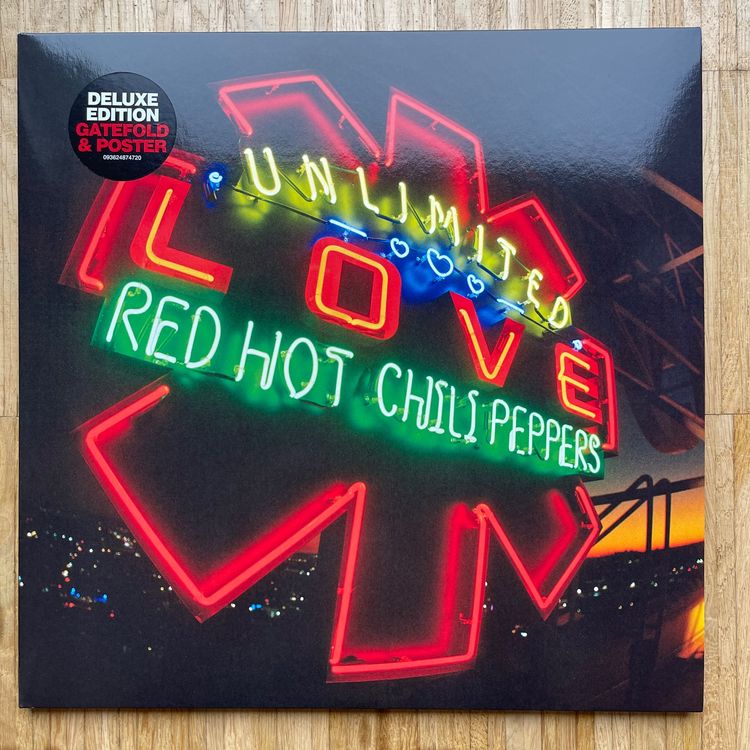 DELUXE
EDITION
GATEFOLD
& POSTER
093624874720
UNLIMITED
LOVE
RED HOT CHILI PEPPERS